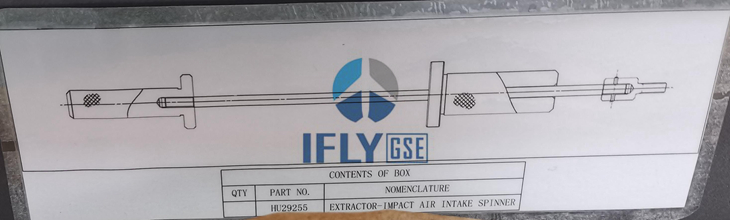 IFLY GSE
CONTENTS OF BOX
QTY PART NO. NOMENCLATURE
HU29255 EXTRACTOR-IMPACT AIR INTAKE SPINNER